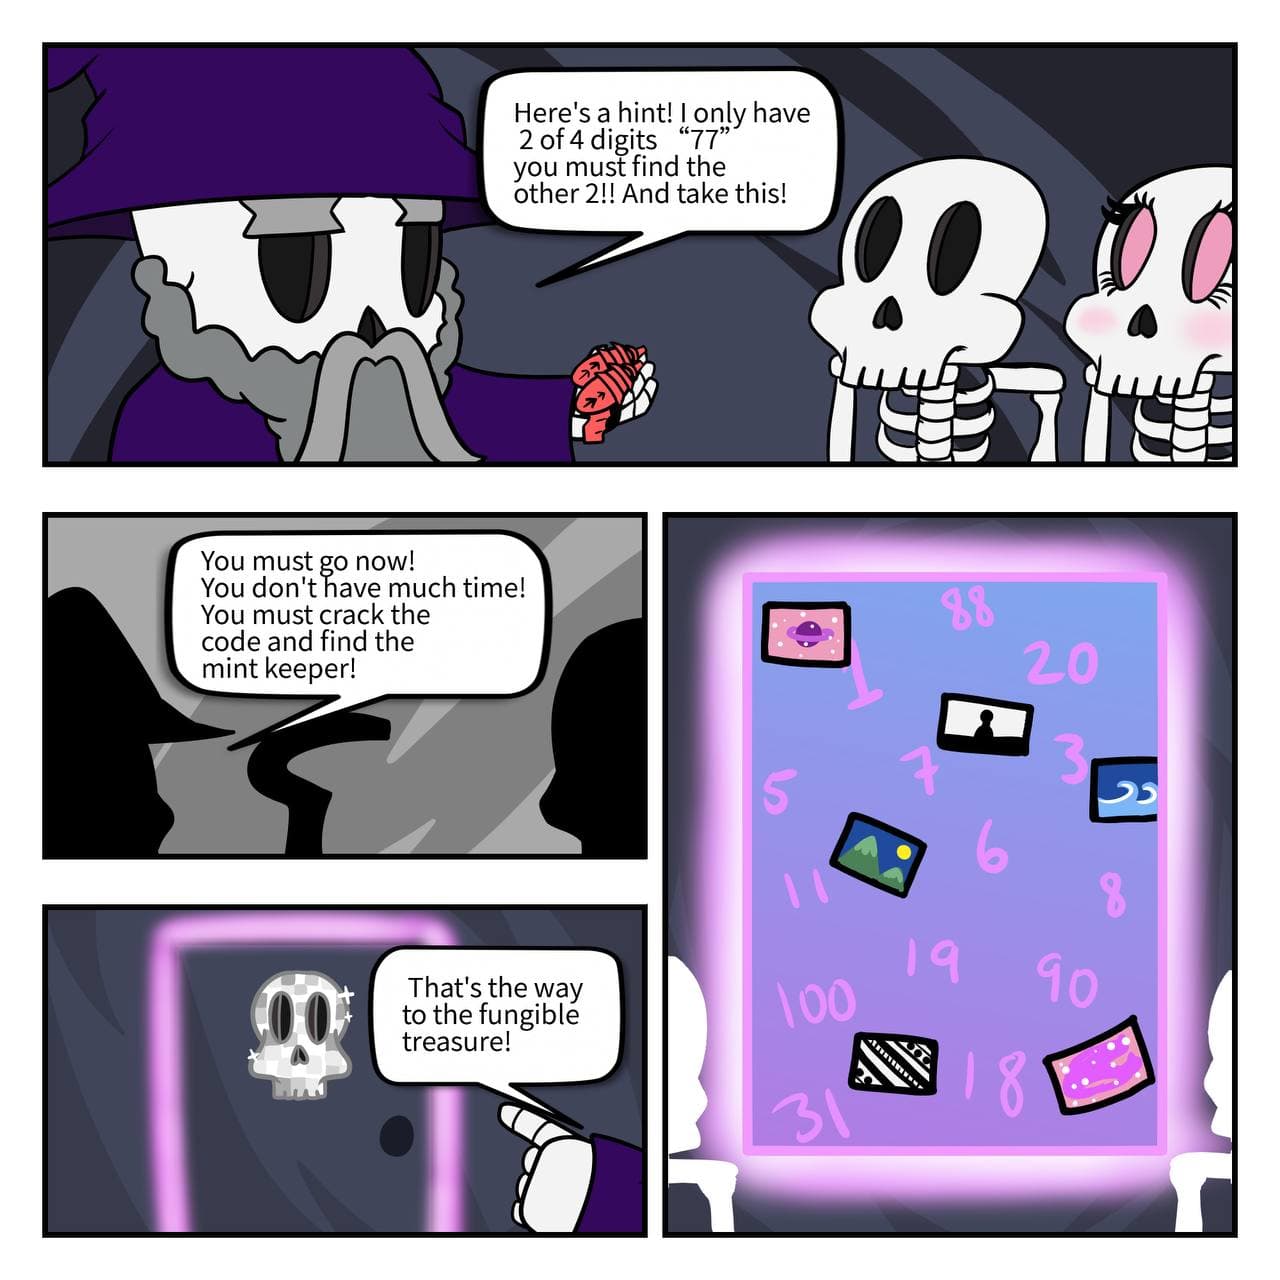 Here's a hint! I only have
2 of 4 digits “77”
you must find the
other 2!! And take this!
You must go now!
You don't have much time!
You must crack the
code and find the
mint keeper!
That's the way
to the fungible
treasure!
88
1
20
7
3
5
6
11
8
19
90
100
18
31